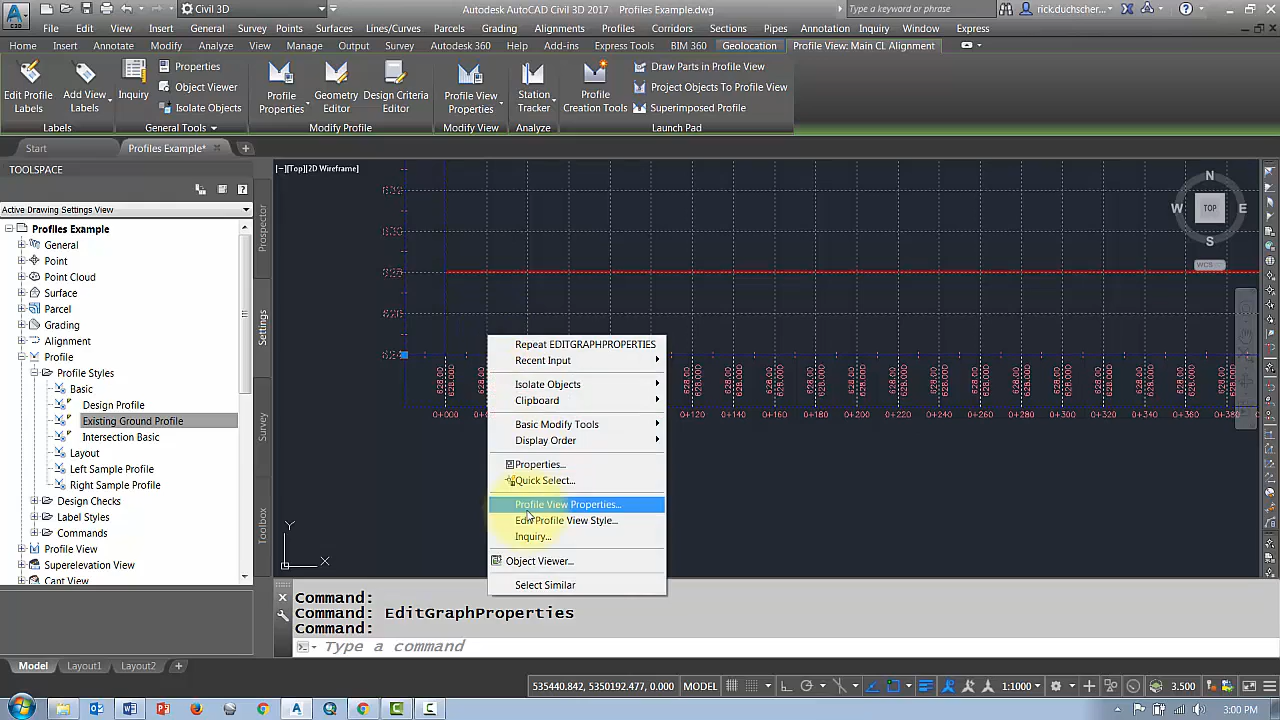 Civil 3D
Autodesk AutoCAD Civil 3D 2017 Profiles Example.dwg
Type a keyword or phrase
rick.duchscher...
File Edit View Insert General Survey Points Surfaces Lines/Curves Parcels Grading Alignments Profiles Corridors Sections Pipes Annotation Inquiry Window Express
Home Insert Annotate Modify Analyze View Manage Output Survey Autodesk 360 Help Add-ins Express Tools BIM 360 Geolocation Profile View: Main CL Alignment
Edit Profile Labels
Add View Labels
Inquiry
Properties
Object Viewer
Isolate Objects
Profile Properties
Geometry Editor
Design Criteria Editor
Profile View Properties
Station Tracker
Profile Creation Tools
Draw Parts in Profile View
Project Objects To Profile View
Superimposed Profile
Labels General Tools Modify Profile Modify View Analyze Launch Pad
Start Profiles Example*
TOOLSPACE
Active Drawing Settings View
Profiles Example
General
Point
Point Cloud
Surface
Parcel
Grading
Alignment
Profile
Profile Styles
Basic
Design Profile
Existing Ground Profile
Intersection Basic
Layout
Left Sample Profile
Right Sample Profile
Design Checks
Label Styles
Commands
Profile View
Superelevation View
Cant View
Prospector
Settings
Survey
Toolbox
[−][Top][2D Wireframe]
N
W TOP E
S
WCS
628.00 628.000
0+000
0+120 0+140 0+160 0+180 0+200 0+220 0+240 0+260 0+280 0+300 0+320 0+340 0+360 0+380
Y
X
Repeat EDITGRAPHPROPERTIES
Recent Input
Isolate Objects
Clipboard
Basic Modify Tools
Display Order
Properties...
Quick Select...
Profile View Properties...
Edit Profile View Style...
Inquiry...
Object Viewer...
Select Similar
Command:
Command: EditGraphProperties
Command:
Type a command
Model Layout1 Layout2
535440.842, 5350192.477, 0.000 MODEL
1:1000
3.500
3:00 PM